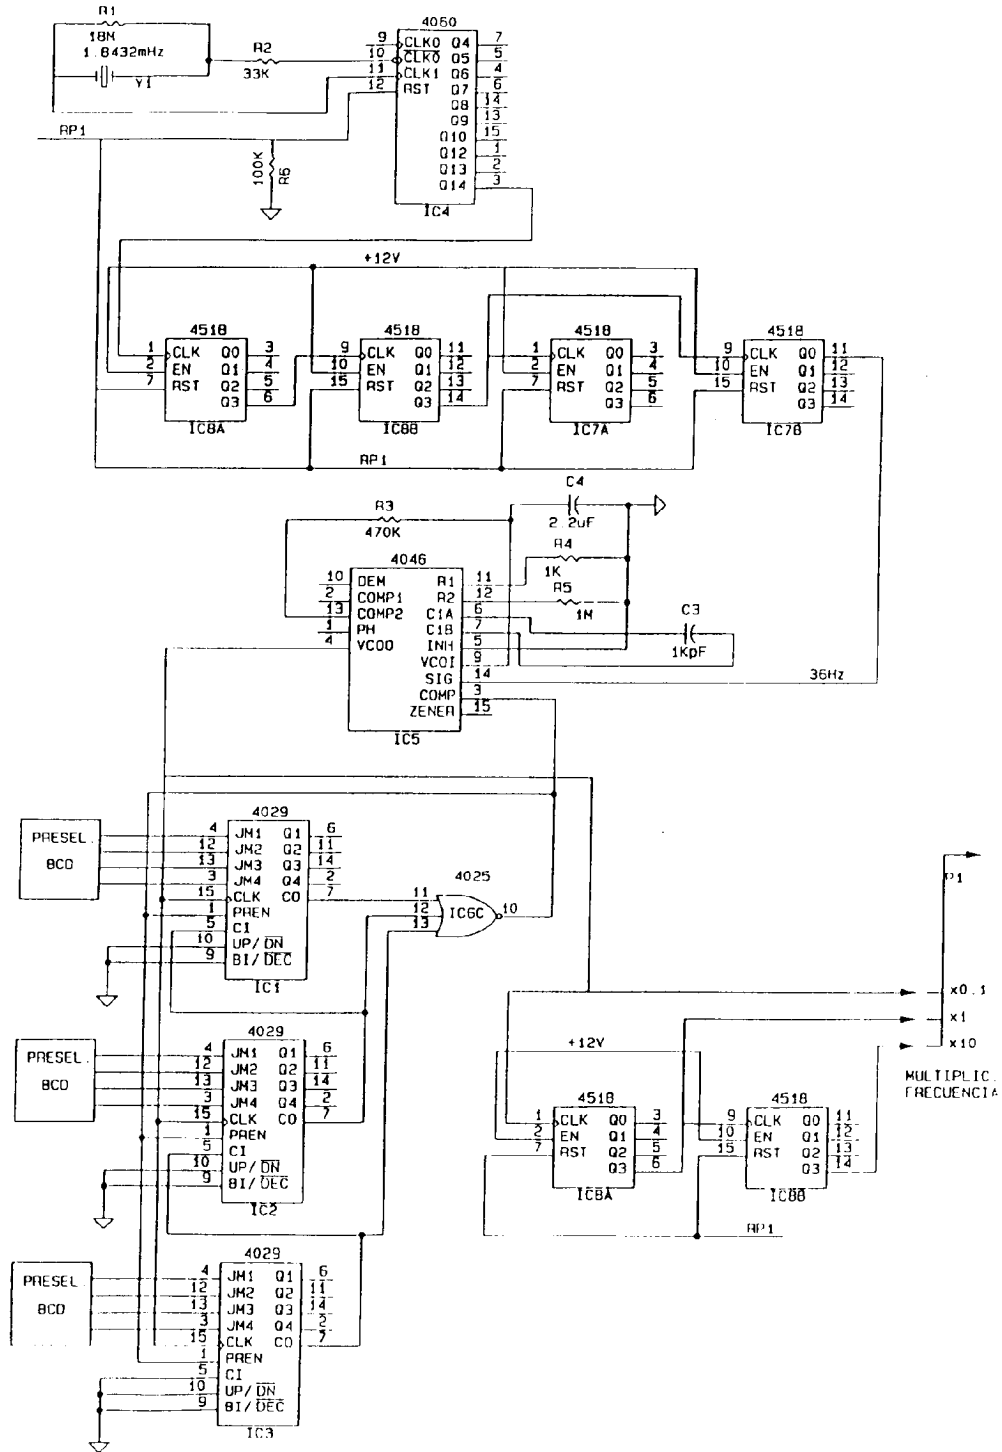 R1
18M
1.8432mHz
Y1
R2
33K
4060
9 CLK0 Q4 7
10 CLK0 Q5 5
11 CLK1 Q6 4
12 RST Q7 6
Q8 14
Q9 13
Q10 15
Q12 1
Q13 2
Q14 3
IC4
RP1
100K
R6
+12V
4518
1 CLK Q0 3
2 EN Q1 4
7 RST Q2 5
Q3 6
IC8A
4518
9 CLK Q0 11
10 EN Q1 12
15 RST Q2 13
Q3 14
IC8B
4518
1 CLK Q0 3
2 EN Q1 4
7 RST Q2 5
Q3 6
IC7A
4518
9 CLK Q0 11
10 EN Q1 12
15 RST Q2 13
Q3 14
IC7B
RP1
R3
470K
C4
2.2uF
R4
1K
R5
1M
C3
1KpF
4046
10 DEM R1 11
2 COMP1 R2 12
13 COMP2 C1A 6
1 PH C1B 7
4 VCOO INH 5
VCOI 9
SIG 14
COMP 3
ZENER 15
IC5
36Hz
PRESEL.
BCD
4029
4 JM1 Q1 6
12 JM2 Q2 11
13 JM3 Q3 14
3 JM4 Q4 2
15 CLK CO 7
1 PREN
5 CI
10 UP/DN
9 BI/DEC
IC1
4025
11
12 IC6C 10
13
PRESEL.
BCD
4029
4 JM1 Q1 6
12 JM2 Q2 11
13 JM3 Q3 14
3 JM4 Q4 2
15 CLK CO 7
1 PREN
5 CI
10 UP/DN
9 BI/DEC
IC2
PRESEL.
BCD
4029
4 JM1 Q1 6
12 JM2 Q2 11
13 JM3 Q3 14
3 JM4 Q4 2
15 CLK CO 7
1 PREN
5 CI
10 UP/DN
9 BI/DEC
IC3
P1
x0.1
x1
x10
MULTIPLIC.
FRECUENCIA
+12V
4518
1 CLK Q0 3
2 EN Q1 4
7 RST Q2 5
Q3 6
IC8A
4518
9 CLK Q0 11
10 EN Q1 12
15 RST Q2 13
Q3 14
IC8B
RP1